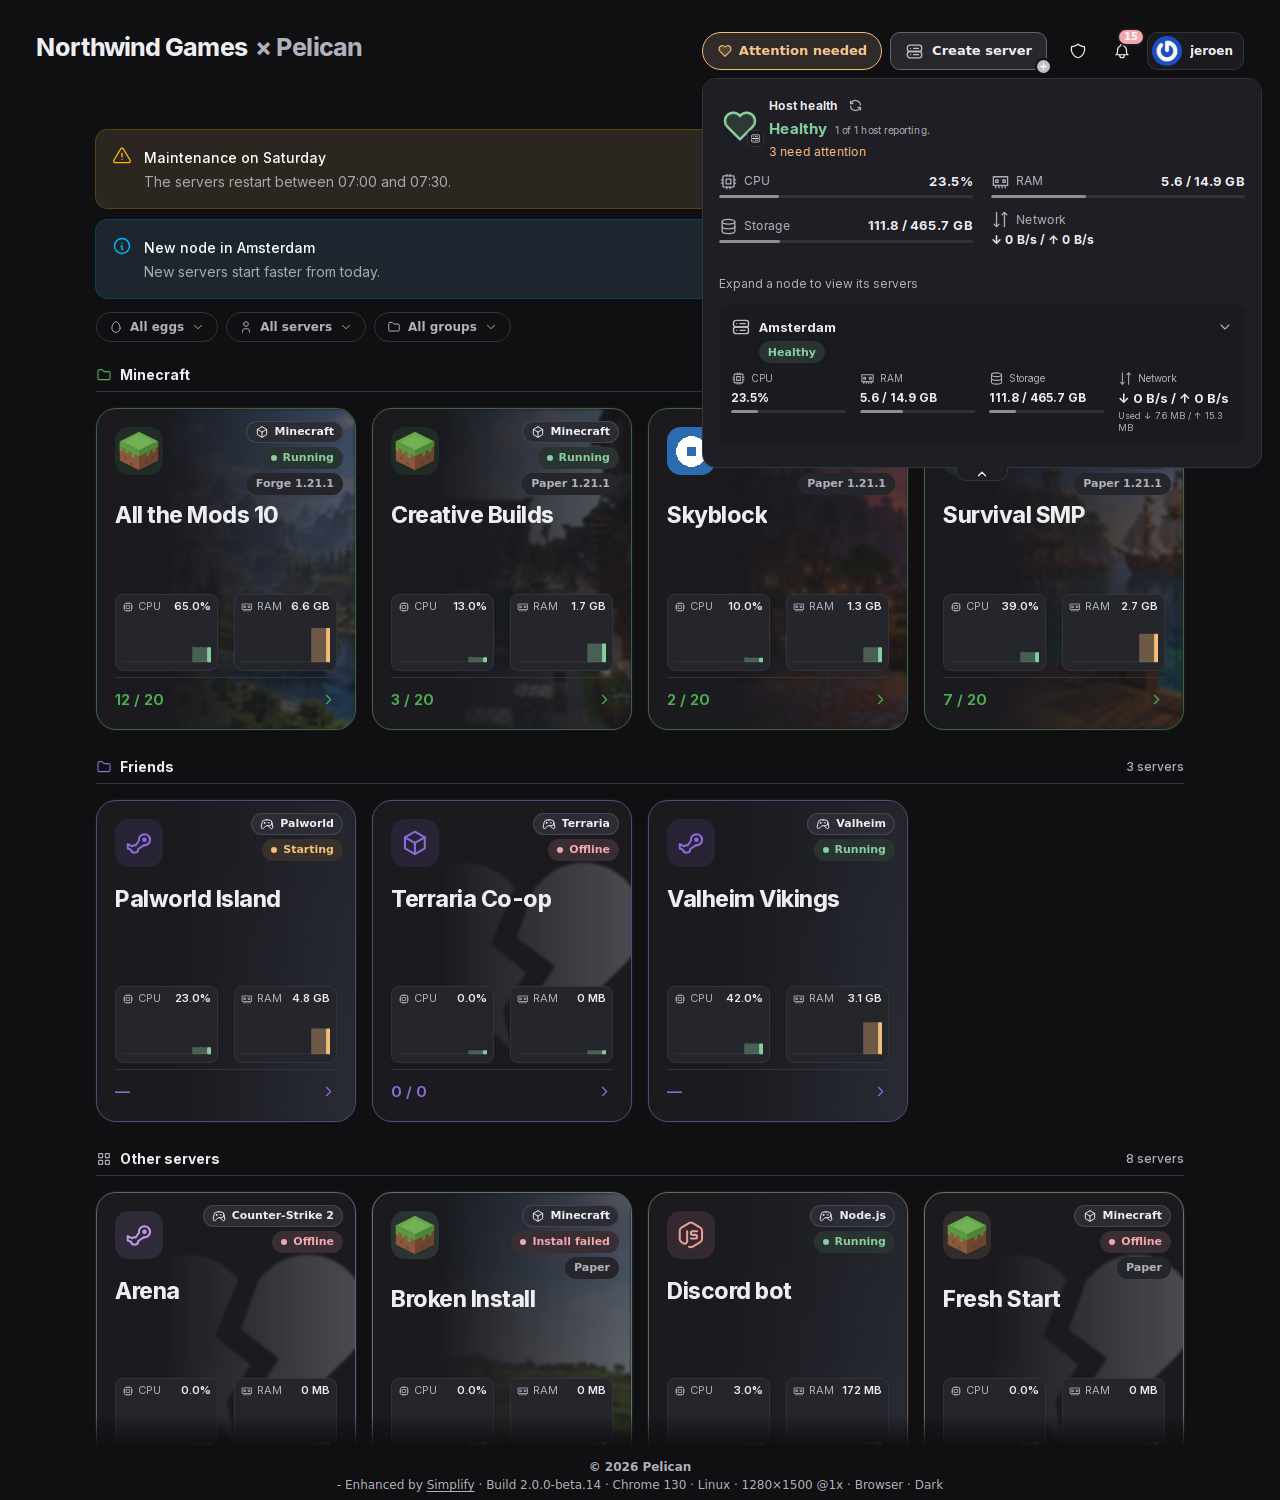 Northwind Games × Pelican
Attention needed
Create server
15
jeroen
Host health
Healthy 1 of 1 host reporting.
3 need attention
CPU 23.5%
RAM 5.6 / 14.9 GB
Storage 111.8 / 465.7 GB
Network
↓ 0 B/s / ↑ 0 B/s
Expand a node to view its servers
Amsterdam
Healthy
CPU
23.5%
RAM
5.6 / 14.9 GB
Storage
111.8 / 465.7 GB
Network
↓ 0 B/s / ↑ 0 B/s
Used ↓ 7.6 MB / ↑ 15.3
MB
Maintenance on Saturday
The servers restart between 07:00 and 07:30.
New node in Amsterdam
New servers start faster from today.
All eggs
All servers
All groups
Minecraft
Minecraft
Running
Forge 1.21.1
All the Mods 10
CPU 65.0%
RAM 6.6 GB
12 / 20
Minecraft
Running
Paper 1.21.1
Creative Builds
CPU 13.0%
RAM 1.7 GB
3 / 20
Paper 1.21.1
Skyblock
CPU 10.0%
RAM 1.3 GB
2 / 20
Paper 1.21.1
Survival SMP
CPU 39.0%
RAM 2.7 GB
7 / 20
Friends
3 servers
Palworld
Starting
Palworld Island
CPU 23.0%
RAM 4.8 GB
—
Terraria
Offline
Terraria Co-op
CPU 0.0%
RAM 0 MB
0 / 0
Valheim
Running
Valheim Vikings
CPU 42.0%
RAM 3.1 GB
—
Other servers
8 servers
Counter-Strike 2
Offline
Arena
CPU 0.0%
RAM 0 MB
Minecraft
Install failed
Paper
Broken Install
CPU 0.0%
RAM 0 MB
Node.js
Running
Discord bot
CPU 3.0%
RAM 172 MB
Minecraft
Offline
Paper
Fresh Start
CPU 0.0%
RAM 0 MB
© 2026 Pelican
- Enhanced by Simplify · Build 2.0.0-beta.14 · Chrome 130 · Linux · 1280×1500 @1x · Browser · Dark